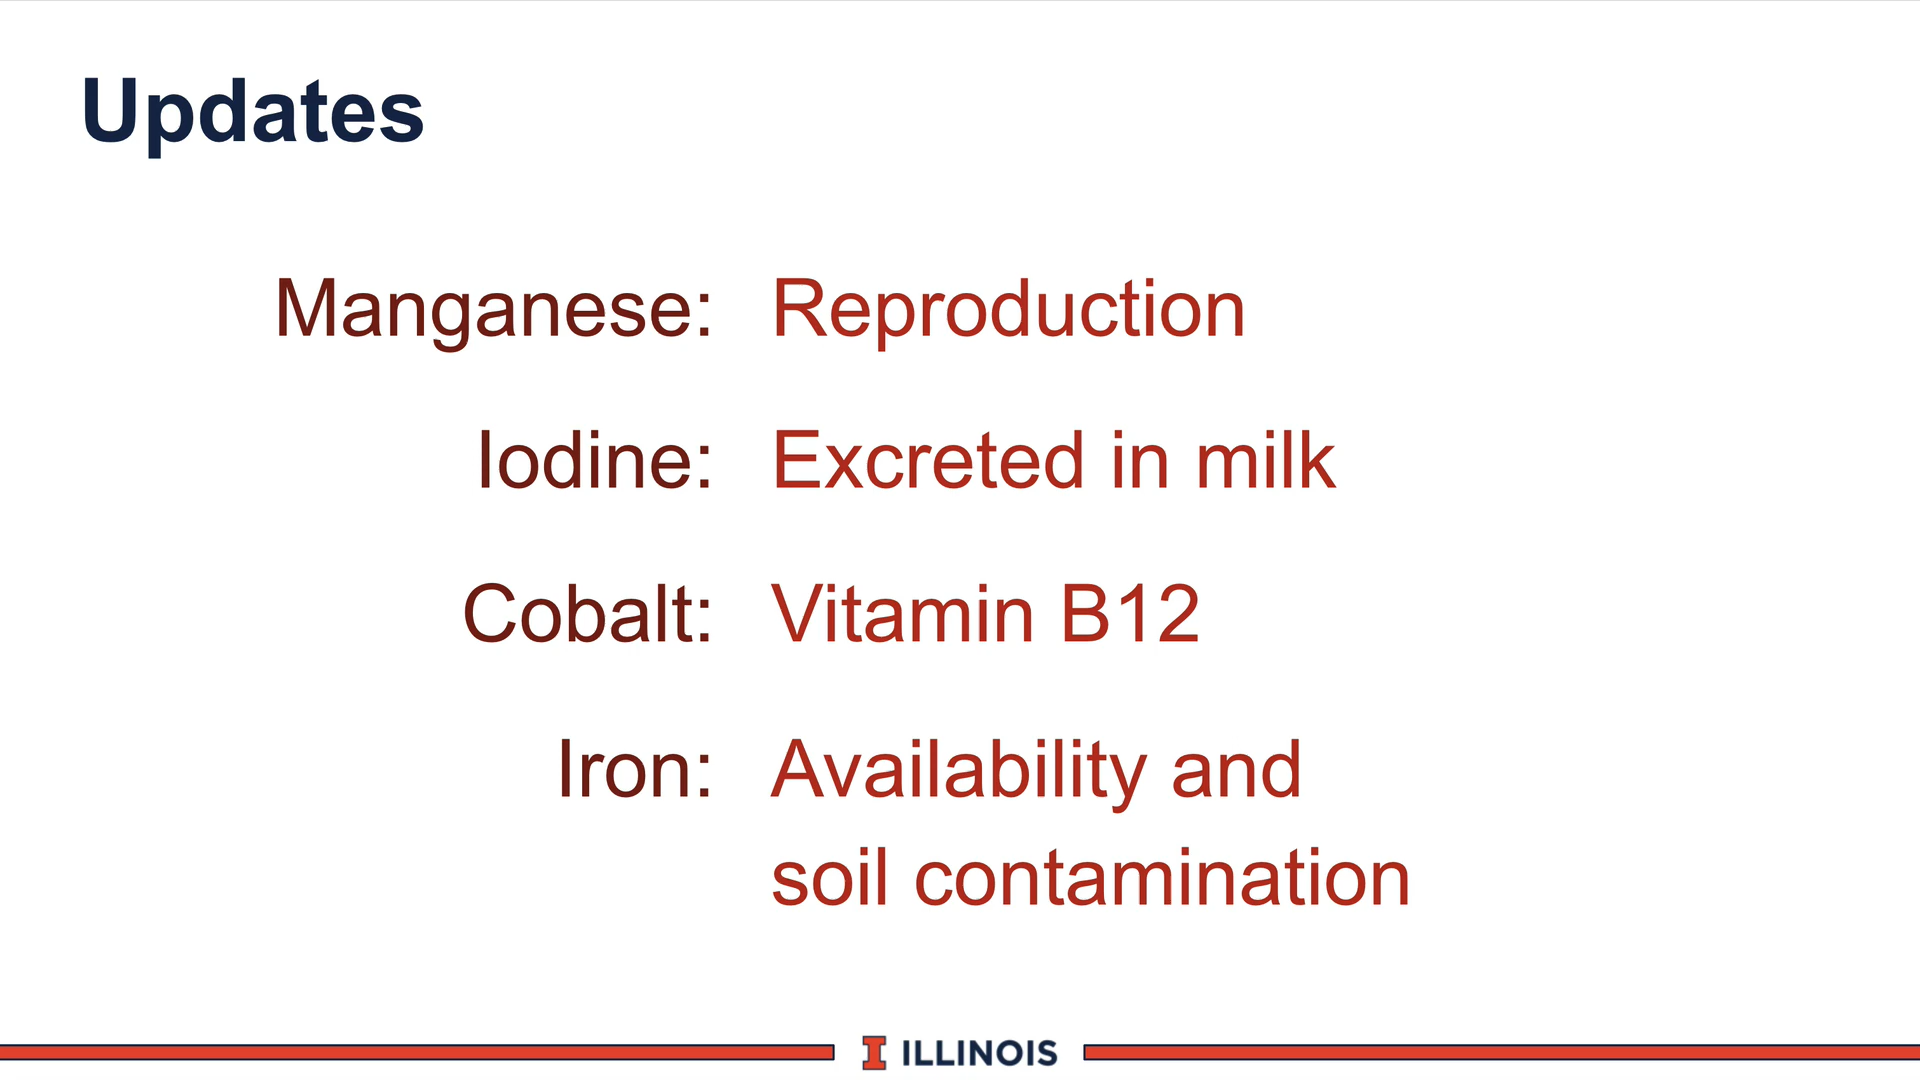 Updates
Manganese: Reproduction
Iodine: Excreted in milk
Cobalt: Vitamin B12
Iron: Availability and
soil contamination
I ILLINOIS